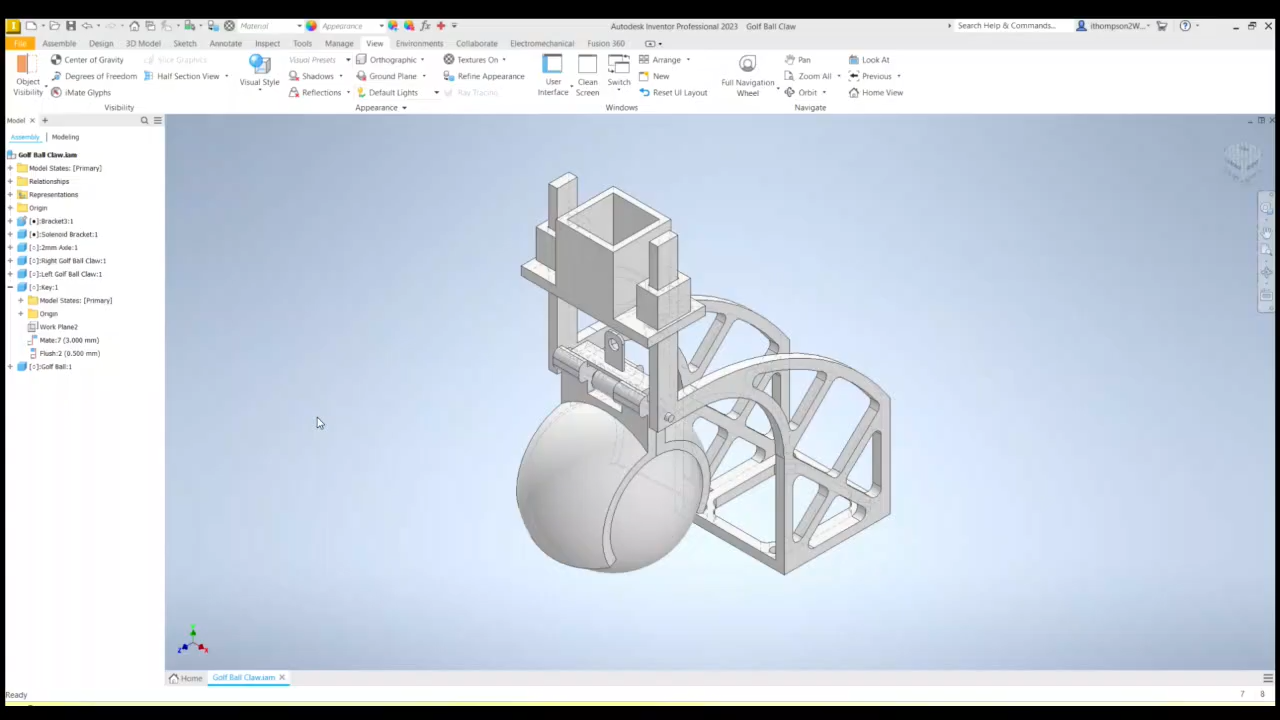 Material
Appearance
Autodesk Inventor Professional 2023 Golf Ball Claw
Search Help & Commands...
ithompson2W...
File
Assemble
Design
3D Model
Sketch
Annotate
Inspect
Tools
Manage
View
Environments
Collaborate
Electromechanical
Fusion 360
Object
Visibility
Center of Gravity
Degrees of Freedom
iMate Glyphs
Slice Graphics
Half Section View
Visibility
Visual Style
Visual Presets
Shadows
Reflections
Orthographic
Ground Plane
Default Lights
Textures On
Refine Appearance
Ray Tracing
Appearance
User
Interface
Clean
Screen
Switch
Arrange
New
Reset UI Layout
Windows
Full Navigation
Wheel
Pan
Zoom All
Orbit
Look At
Previous
Home View
Navigate
Model
Assembly
Modeling
Golf Ball Claw.iam
Model States: [Primary]
Relationships
Representations
Origin
[●]:Bracket3:1
[●]:Solenoid Bracket:1
[○]:2mm Axle:1
[○]:Right Golf Ball Claw:1
[○]:Left Golf Ball Claw:1
[○]:Key:1
Model States: [Primary]
Origin
Work Plane2
Mate:7 (3.000 mm)
Flush:2 (0.500 mm)
[○]:Golf Ball:1
Home
Golf Ball Claw.iam
Ready
7 8